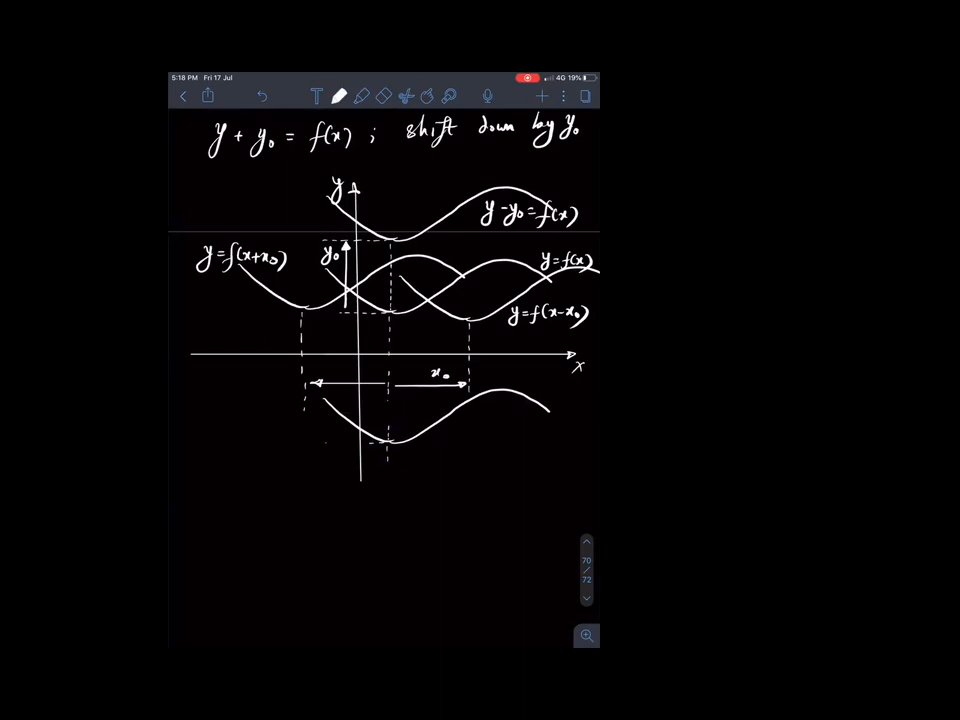 5:18 PM Fri 17 Jul 4G 19%
T
y + y₀ = f(x) ; shift down by y₀
y
y - y₀ = f(x)
y = f(x+x₀) y₀ y = f(x)
y = f(x-x₀)
x
x₀
70
/
72